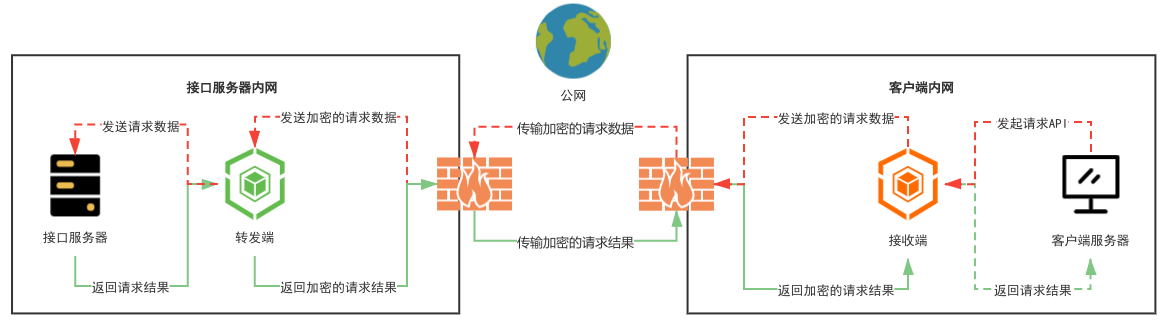 公网
接口服务器内网
发送请求数据
发送加密的请求数据
接口服务器
转发端
返回请求结果
返回加密的请求结果
传输加密的请求数据
传输加密的请求结果
客户端内网
发送加密的请求数据
发起请求API
接收端
客户端服务器
返回加密的请求结果
返回请求结果